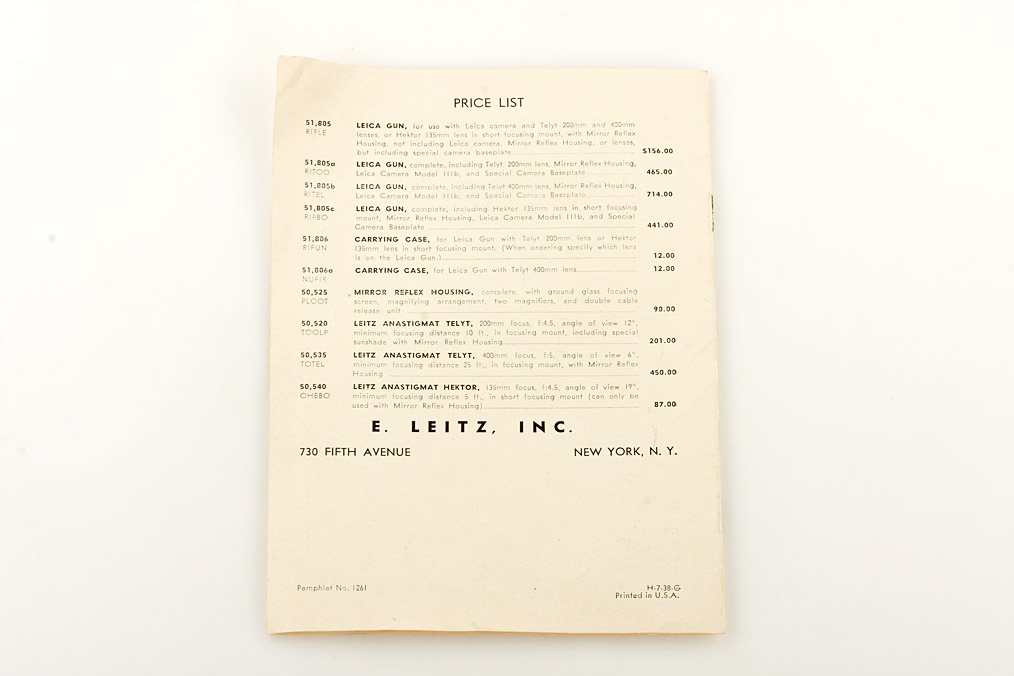 PRICE LIST
51,805 LEICA GUN, for use with Leica camera and Telyt 200mm and 400mm
RIFLE lenses, or Hektor 135mm lens in short focusing mount, with Mirror Reflex
Housing, not including Leica camera, Mirror Reflex Housing, or lenses,
but including special camera baseplate $156.00
51,805a LEICA GUN, complete, including Telyt 200mm lens, Mirror Reflex Housing,
RITOO Leica Camera Model IIIb, and Special Camera Baseplate 465.00
51,805b LEICA GUN, complete, including Telyt 400mm lens, Mirror Reflex Housing,
RITEL Leica Camera Model IIIb, and Special Camera Baseplate 714.00
51,805c LEICA GUN, complete, including Hektor 135mm lens in short focusing
RIPBO mount, Mirror Reflex Housing, Leica Camera Model IIIb, and Special
Camera Baseplate 441.00
51,806 CARRYING CASE, for Leica Gun with Telyt 200mm lens or Hektor
RIFUN 135mm lens in short focusing mount. (When ordering specify which lens
is on the Leica Gun.) 12.00
51,806a CARRYING CASE, for Leica Gun with Telyt 400mm lens 12.00
NUFIB
50,525 MIRROR REFLEX HOUSING, complete, with ground glass focusing
PLOOT screen, magnifying arrangement, two magnifiers, and double cable
release unit 90.00
50,520 LEITZ ANASTIGMAT TELYT, 200mm focus, f:4.5, angle of view 12°,
TOOLP minimum focusing distance 10 ft., in focusing mount, including special
sunshade with Mirror Reflex Housing 201.00
50,535 LEITZ ANASTIGMAT TELYT, 400mm focus, f:5, angle of view 6°,
TOTEL minimum focusing distance 25 ft., in focusing mount, with Mirror Reflex
Housing 450.00
50,540 LEITZ ANASTIGMAT HEKTOR, 135mm focus, f:4.5, angle of view 19°,
OHEBO minimum focusing distance 5 ft., in short focusing mount (can only be
used with Mirror Reflex Housing) 87.00
E. LEITZ, INC.
730 FIFTH AVENUE NEW YORK, N. Y.
Pamphlet No. 1261 H-7-38-G
Printed in U.S.A.